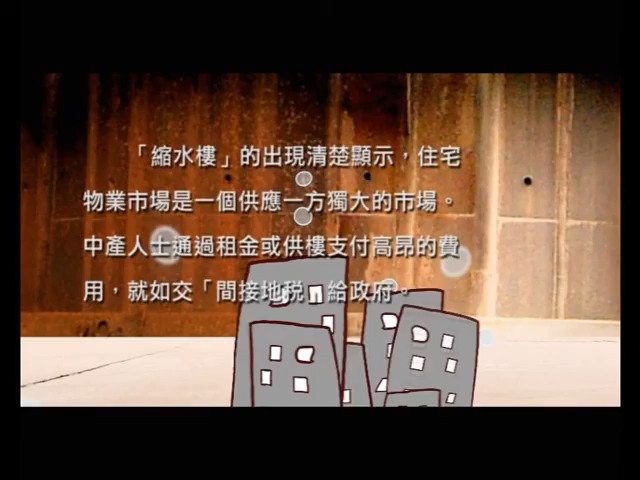 「縮水樓」的出現清楚顯示，住宅
物業市場是一個供應一方獨大的市場。
中產人士通過租金或供樓支付高昂的費
用，就如交「間接地税」給政府。